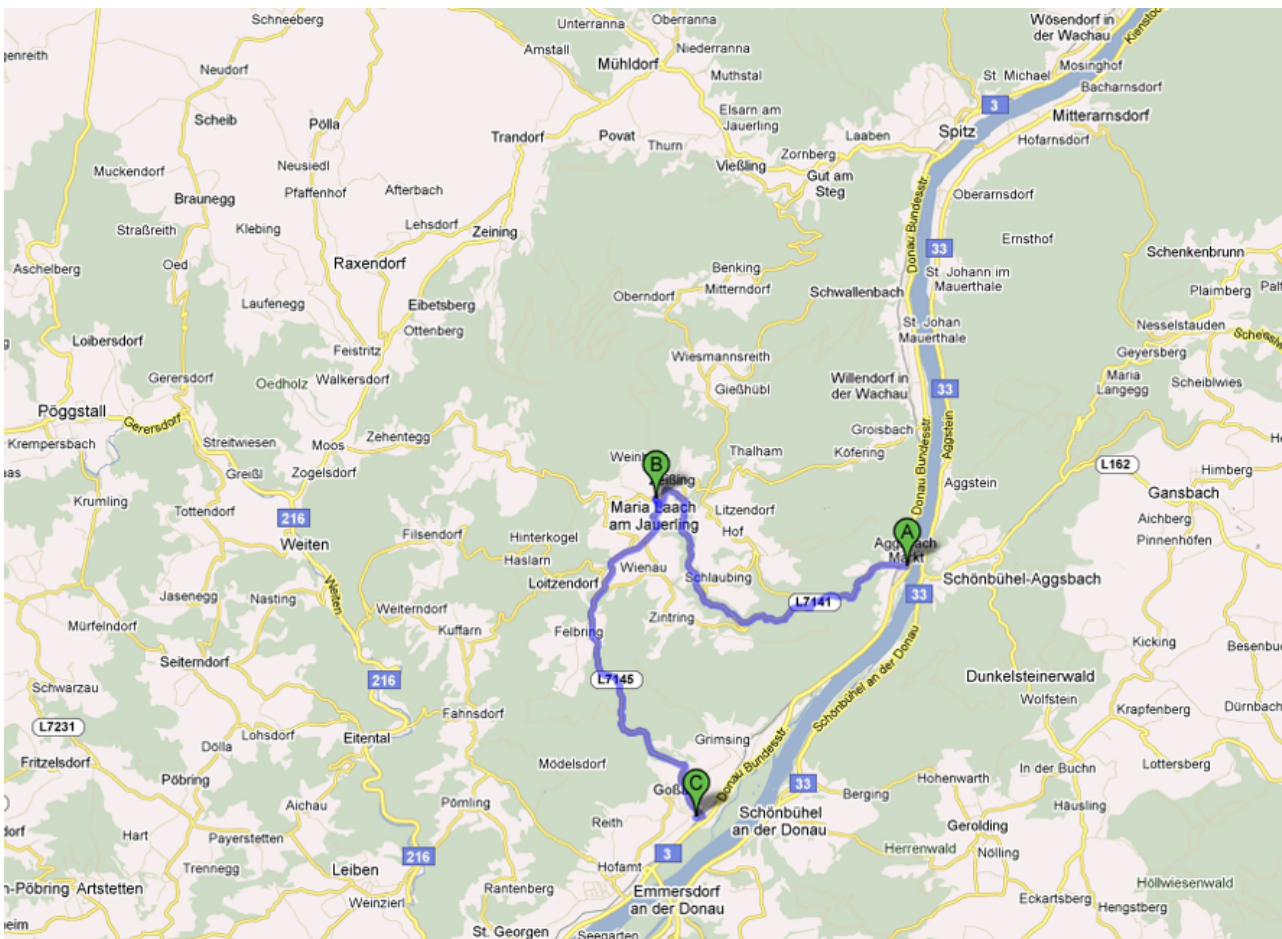 Schneeberg
Unterranna
Oberranna
Wösendorf in
der Wachau
Kienstock
Amstall
Niederranna
Neudorf
Mühldorf
Muthstal
St. Michael
Mosinghof
Bacharnsdorf
3
Scheib
Pölla
Trandorf
Povat
Thurn
Elsarn am
Jauerling
Laaben
Spitz
Mitterarnsdorf
Hofarnsdorf
Muckendorf
Neusiedl
Pfaffenhof
Afterbach
Vießling
Zornberg
Gut am
Steg
Braunegg
Oberarnsdorf
Straßreith
Klebing
Lehsdorf
Zeining
Donau Bundesstr.
Ernsthof
33
Schenkenbrunn
Aschelberg
Oed
Raxendorf
Benking
Mitterndorf
St. Johann im
Mauerthale
Plaimberg
Laufenegg
Eibetsberg
Oberndorf
Schwallenbach
Ottenberg
St. Johan
Mauerthale
Nesselstauden
Loibersdorf
Feistritz
Wiesmannsreith
Geyersberg
Gerersdorf
Oedholz
Walkersdorf
Gießhübl
Willendorf in
der Wachau
33
Maria
Langegg
Scheiblwies
Pöggstall
Gerersdorf
Krempersbach
Streitwiesen
Moos
Zehentegg
Groisbach
Donau Bundesstr.
Aggstein
Thalham
Köfering
Greißl
Zogelsdorf
B
L162
Himberg
Krumling
Aggstein
Gansbach
Tottendorf
216
Maria Laach
am Jauerling
Litzendorf
Hof
Aichberg
Pinnenhöfen
Weiten
Filsendorf
Hinterkogel
A
Markt
Haslarn
Loitzendorf
Wienau
Schlaubing
Schönbühel-Aggsbach
Jasenegg
Nasting
Weiten
Weiterndorf
L7141
33
Mürfelndorf
Kuffarn
Felbring
Zintring
Schönbühel an der Donau
Kicking
Seiterndorf
216
L7145
Dunkelsteinerwald
Schwarzau
Wolfstein
L7231
Fahnsdorf
Krapfenberg
Dölla
Lohsdorf
Eitental
Grimsing
Donau Bundesstr.
Fritzelsdorf
Mödelsdorf
In der Buchn
Lottersberg
Pöbring
C
33
Hohenwarth
Aichau
Pömling
Berging
Häusling
Hart
Payerstetten
Reith
Schönbühel
an der Donau
Gerolding
216
3
Herrenwald
Nölling
Trennegg
Leiben
Hofamt
Artstetten
Weinzierl
Rantenberg
Emmersdorf
an der Donau
Höllwiesenwald
Eckartsberg
Hengstberg
St. Georgen
Seegarten